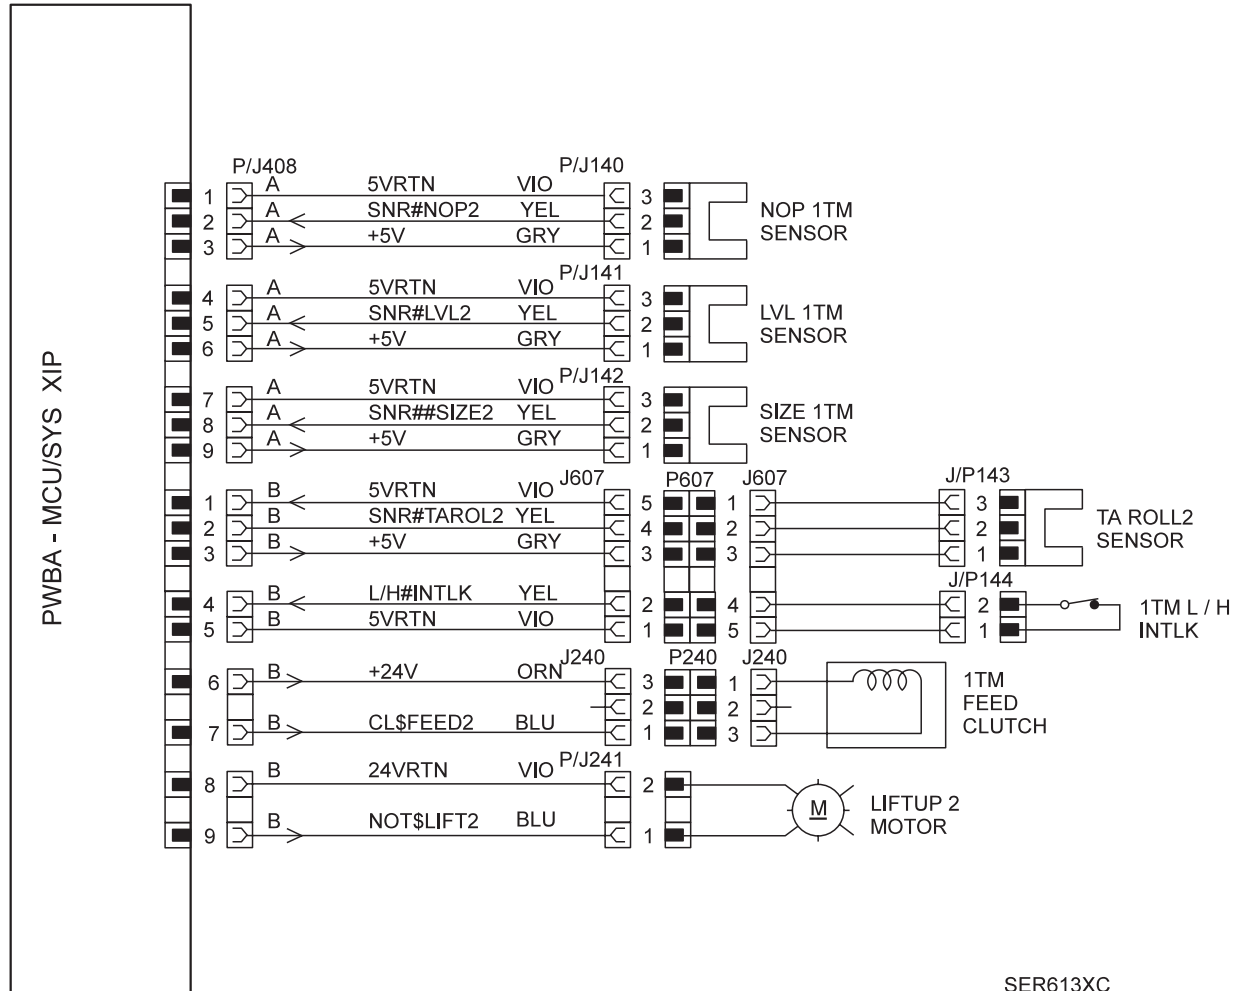 PWBA - MCU/SYS XIP
P/J408 P/J140
1 A 5VRTN VIO 3
2 A SNR#NOP2 YEL 2
3 A +5V GRY 1
NOP 1TM
SENSOR
P/J141
4 A 5VRTN VIO 3
5 A SNR#LVL2 YEL 2
6 A +5V GRY 1
LVL 1TM
SENSOR
P/J142
7 A 5VRTN VIO 3
8 A SNR##SIZE2 YEL 2
9 A +5V GRY 1
SIZE 1TM
SENSOR
J607 P607 J607 J/P143
1 B 5VRTN VIO 5 1 3
2 B SNR#TAROL2 YEL 4 2 2
3 B +5V GRY 3 3 1
TA ROLL2
SENSOR
J/P144
4 B L/H#INTLK YEL 2 4 2
5 B 5VRTN VIO 1 5 1
1TM L / H
INTLK
J240 P240 J240
6 B +24V ORN 3 1
2 2
7 B CL$FEED2 BLU 1 3
1TM
FEED
CLUTCH
P/J241
8 B 24VRTN VIO 2
9 B NOT$LIFT2 BLU 1
M
LIFTUP 2
MOTOR
SER613XC